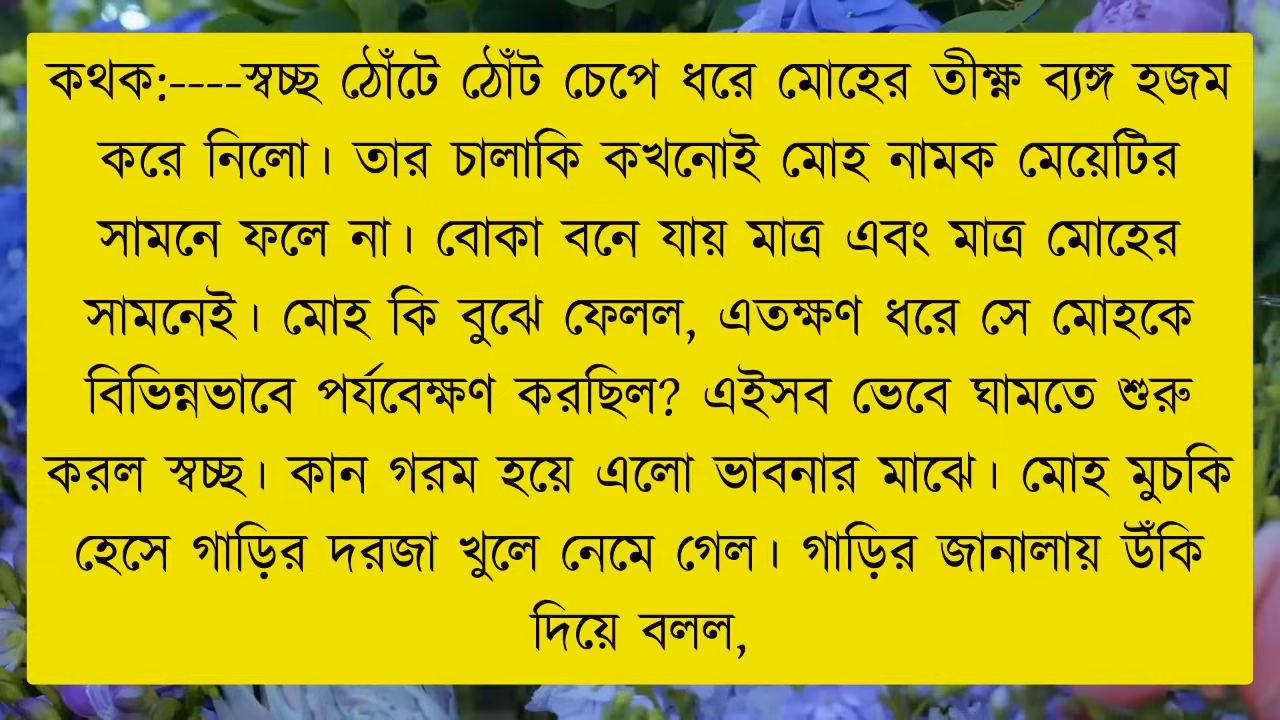 কথক:----স্বচ্ছ ঠোঁটে ঠোঁট চেপে ধরে মোহের তীক্ষ্ণ ব্যঙ্গ হজম
করে নিলো। তার চালাকি কখনোই মোহ নামক মেয়েটির
সামনে ফলে না। বোকা বনে যায় মাত্র এবং মাত্র মোহের
সামনেই। মোহ কি বুঝে ফেলল, এতক্ষণ ধরে সে মোহকে
বিভিন্নভাবে পর্যবেক্ষণ করছিল? এইসব ভেবে ঘামতে শুরু
করল স্বচ্ছ। কান গরম হয়ে এলো ভাবনার মাঝে। মোহ মুচকি
হেসে গাড়ির দরজা খুলে নেমে গেল। গাড়ির জানালায় উঁকি
দিয়ে বলল,